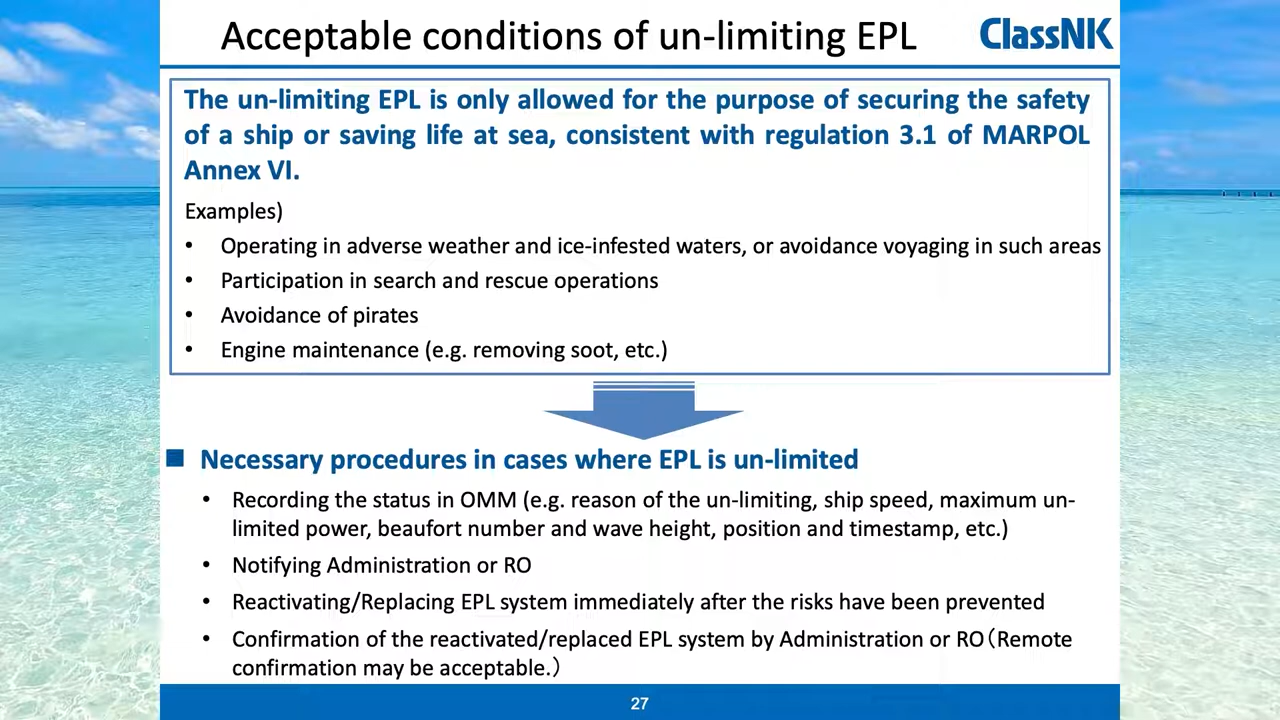 Acceptable conditions of un-limiting EPL
ClassNK
The un-limiting EPL is only allowed for the purpose of securing the safety
of a ship or saving life at sea, consistent with regulation 3.1 of MARPOL
Annex VI.
Examples)
• Operating in adverse weather and ice-infested waters, or avoidance voyaging in such areas
• Participation in search and rescue operations
• Avoidance of pirates
• Engine maintenance (e.g. removing soot, etc.)
■ Necessary procedures in cases where EPL is un-limited
• Recording the status in OMM (e.g. reason of the un-limiting, ship speed, maximum un-
limited power, beaufort number and wave height, position and timestamp, etc.)
• Notifying Administration or RO
• Reactivating/Replacing EPL system immediately after the risks have been prevented
• Confirmation of the reactivated/replaced EPL system by Administration or RO（Remote
confirmation may be acceptable.）
27